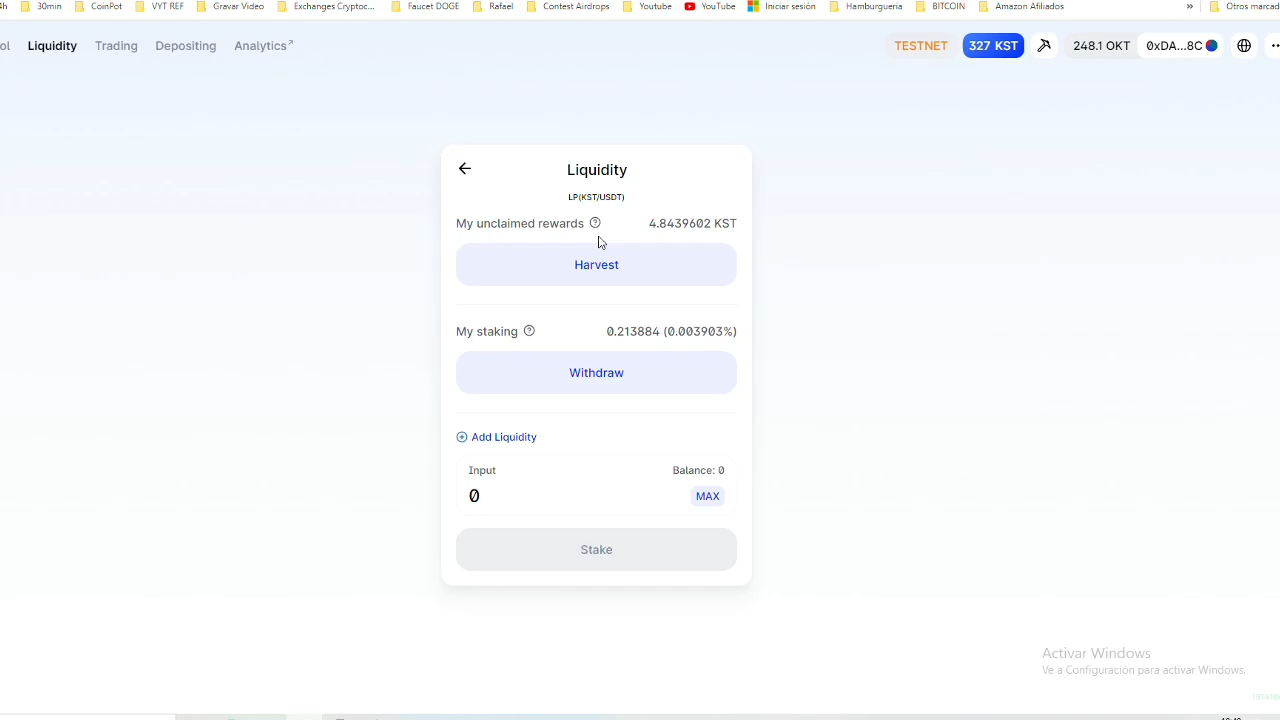 4h 30min CoinPot VYT REF Gravar Video Exchanges Cryptoc... Faucet DOGE Rafael Contest Airdrops Youtube YouTube Iniciar sesión Hamburgueria BITCOIN Amazon Afiliados » Otros marcad
ol Liquidity Trading Depositing Analytics↗ TESTNET 327 KST 248.1 OKT 0xDA...8C
Liquidity
LP(KST/USDT)
My unclaimed rewards 4.8439602 KST
Harvest
My staking 0.213884 (0.003903%)
Withdraw
Add Liquidity
Input Balance: 0
0 MAX
Stake
Activar Windows
Ve a Configuración para activar Windows.